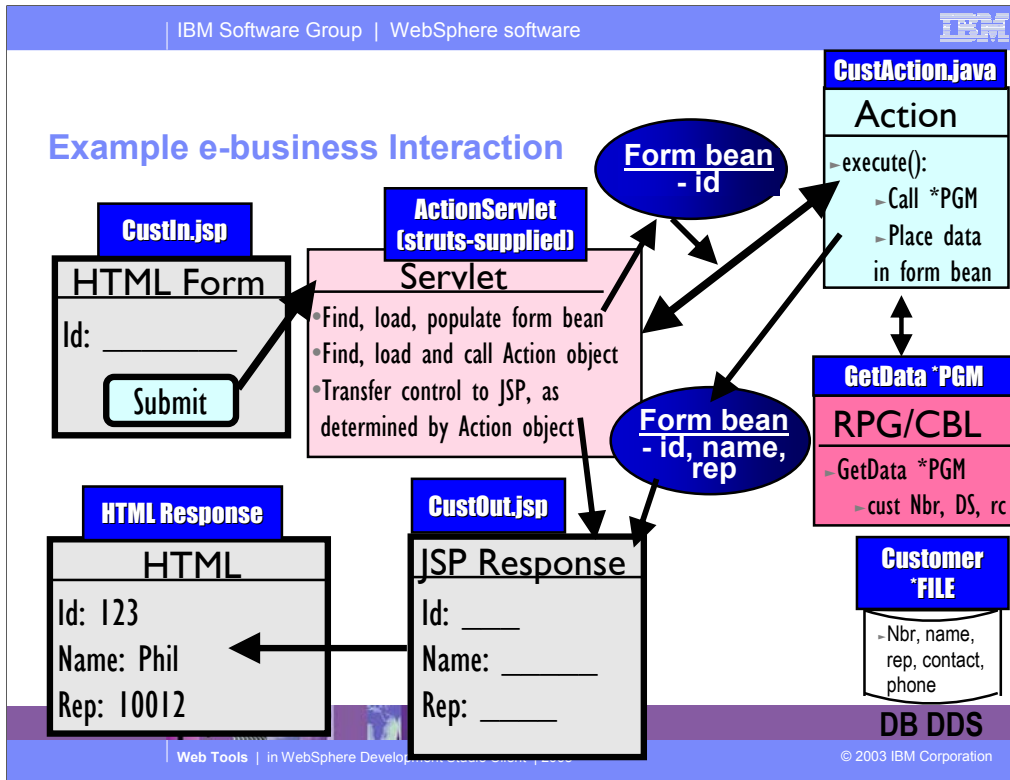 IBM Software Group | WebSphere software
IBM
Example e-business Interaction
CustIn.jsp
HTML Form
Id: ________
Submit
ActionServlet
(struts-supplied)
Servlet
•Find, load, populate form bean
•Find, load and call Action object
•Transfer control to JSP, as
determined by Action object
Form bean
- id
CustAction.java
Action
►execute():
►Call *PGM
►Place data
in form bean
GetData *PGM
RPG/CBL
►GetData *PGM
►cust Nbr, DS, rc
Form bean
- id, name,
rep
HTML Response
HTML
Id: 123
Name: Phil
Rep: 10012
CustOut.jsp
JSP Response
Id: ____
Name: ______
Rep: _____
Customer
*FILE
►Nbr, name,
rep, contact,
phone
DB DDS
Web Tools | in WebSphere Development Studio Client | 2003
© 2003 IBM Corporation